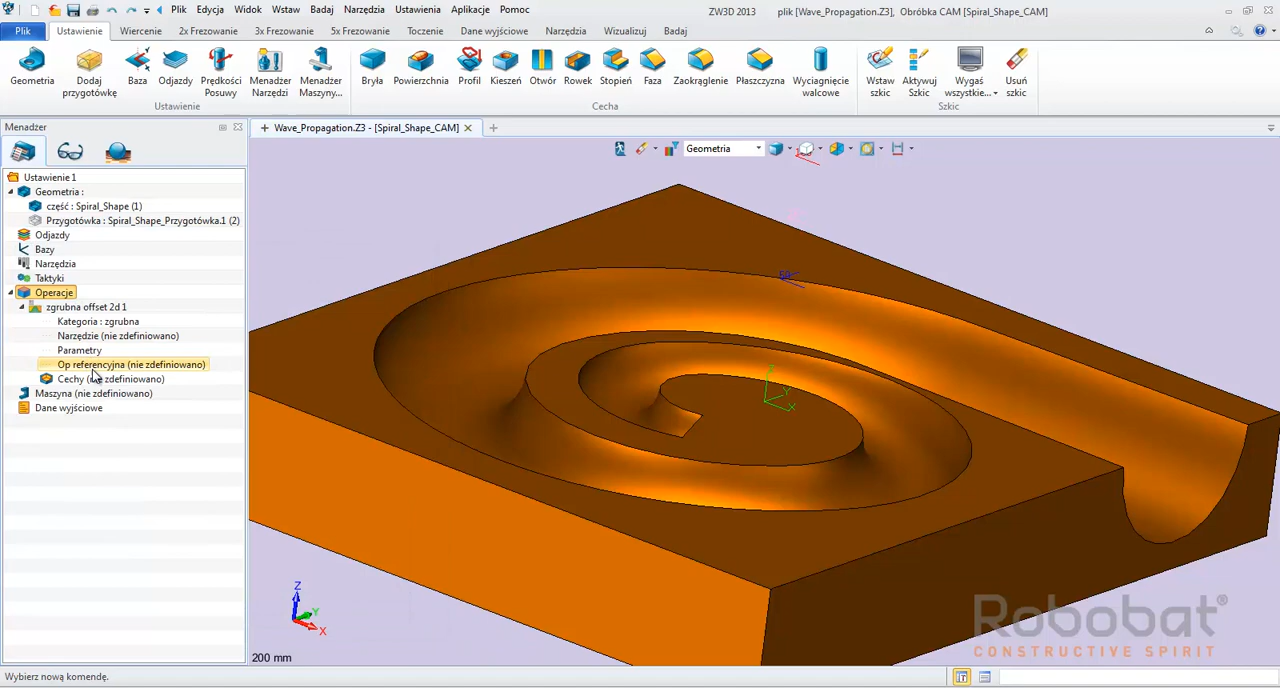 Plik Edycja Widok Wstaw Badaj Narzędzia Ustawienia Aplikacje Pomoc
ZW3D 2013 plik [Wave_Propagation.Z3], Obróbka CAM [Spiral_Shape_CAM]
Plik Ustawienie Wiercenie 2x Frezowanie 3x Frezowanie 5x Frezowanie Toczenie Dane wyjściowe Narzędzia Wizualizuj Badaj
Geometria Dodaj przygotówkę Baza Odjazdy Prędkości Posuwy Menadżer Narzędzi Menadżer Maszyny... Bryła Powierzchnia Profil Kieszeń Otwór Rowek Stopień Faza Zaokrąglenie Płaszczyzna Wyciągnięcie walcowe Wstaw szkic Aktywuj Szkic Wygaś wszystkie... Usuń szkic
Ustawienie Cecha Szkic
Menadżer
Wave_Propagation.Z3 - [Spiral_Shape_CAM]
Geometria
Ustawienie 1
Geometria :
część : Spiral_Shape (1)
Przygotówka : Spiral_Shape_Przygotówka.1 (2)
Odjazdy
Bazy
Narzędzia
Taktyki
Operacje
zgrubna offset 2d 1
Kategoria : zgrubna
Narzędzie (nie zdefiniowano)
Parametry
Op referencyjna (nie zdefiniowano)
Cechy (nie zdefiniowano)
Maszyna (nie zdefiniowano)
Dane wyjściowe
Z
Y
X
Z
Y
X
200 mm
Robobat®
CONSTRUCTIVE SPIRIT
Wybierz nową komendę.